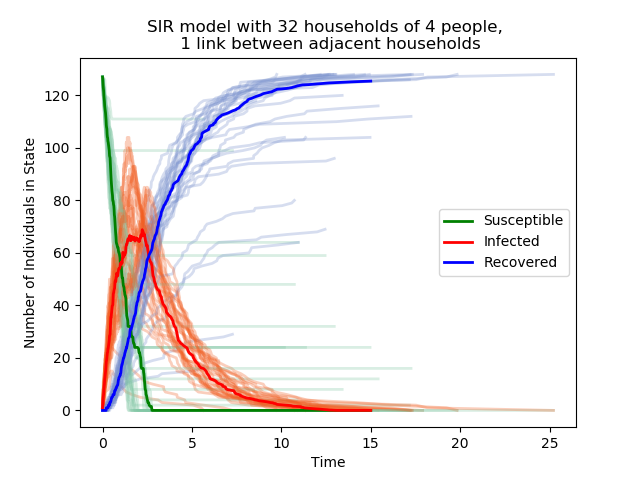 SIR model with 32 households of 4 people,
1 link between adjacent households
Number of Individuals in State
120
100
80
60
40
20
0
Susceptible
Infected
Recovered
0 5 10 15 20 25
Time